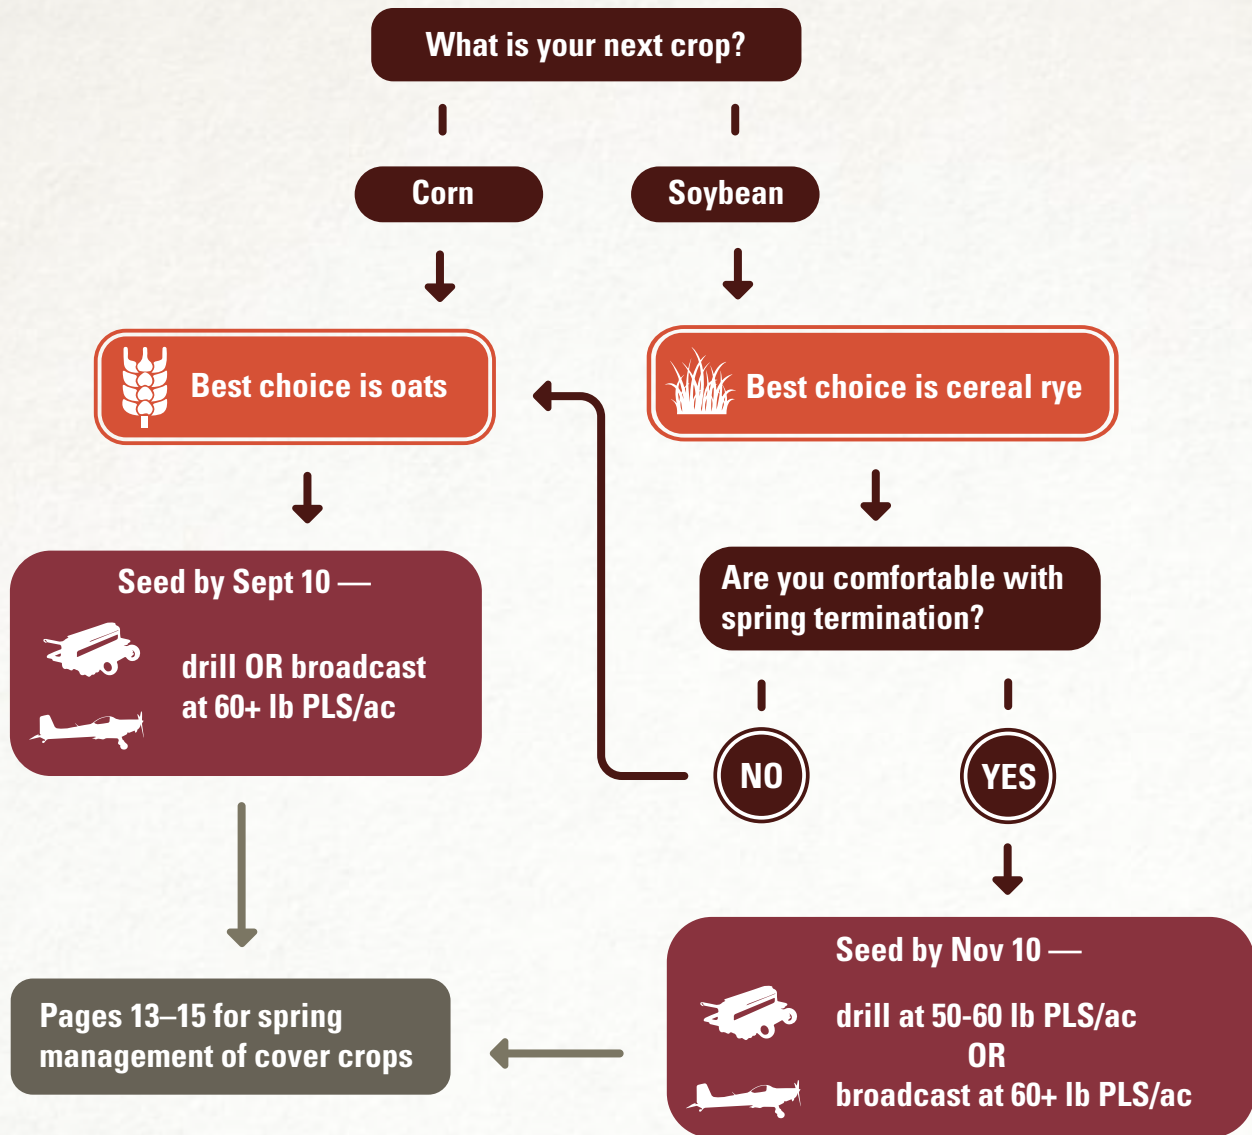 What is your next crop?
Corn
Soybean
Best choice is oats
Best choice is cereal rye
Seed by Sept 10 —
drill OR broadcast
at 60+ lb PLS/ac
Are you comfortable with
spring termination?
NO
YES
Seed by Nov 10 —
drill at 50-60 lb PLS/ac
OR
broadcast at 60+ lb PLS/ac
Pages 13–15 for spring
management of cover crops